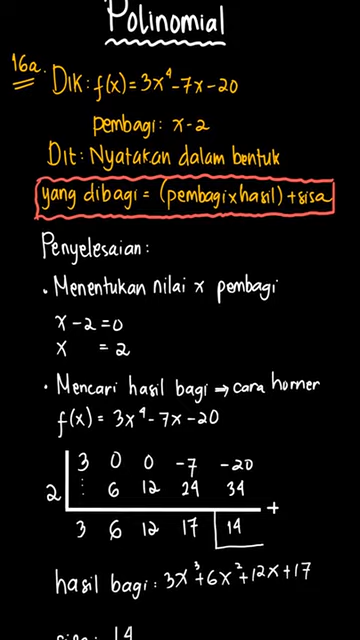 Polinomial
16a. Dik: f(x) = 3x⁴ - 7x - 20
pembagi: x - 2
Dit: Nyatakan dalam bentuk
yang dibagi = (pembagi x hasil) + sisa
Penyelesaian:
• Menentukan nilai x pembagi
x - 2 = 0
x = 2
• Mencari hasil bagi → cara horner
f(x) = 3x⁴ - 7x - 20
3 0 0 -7 -20
2 ⋮ 6 12 24 34 +
3 6 12 17 14
hasil bagi: 3x³ + 6x² + 12x + 17
sisa: 14